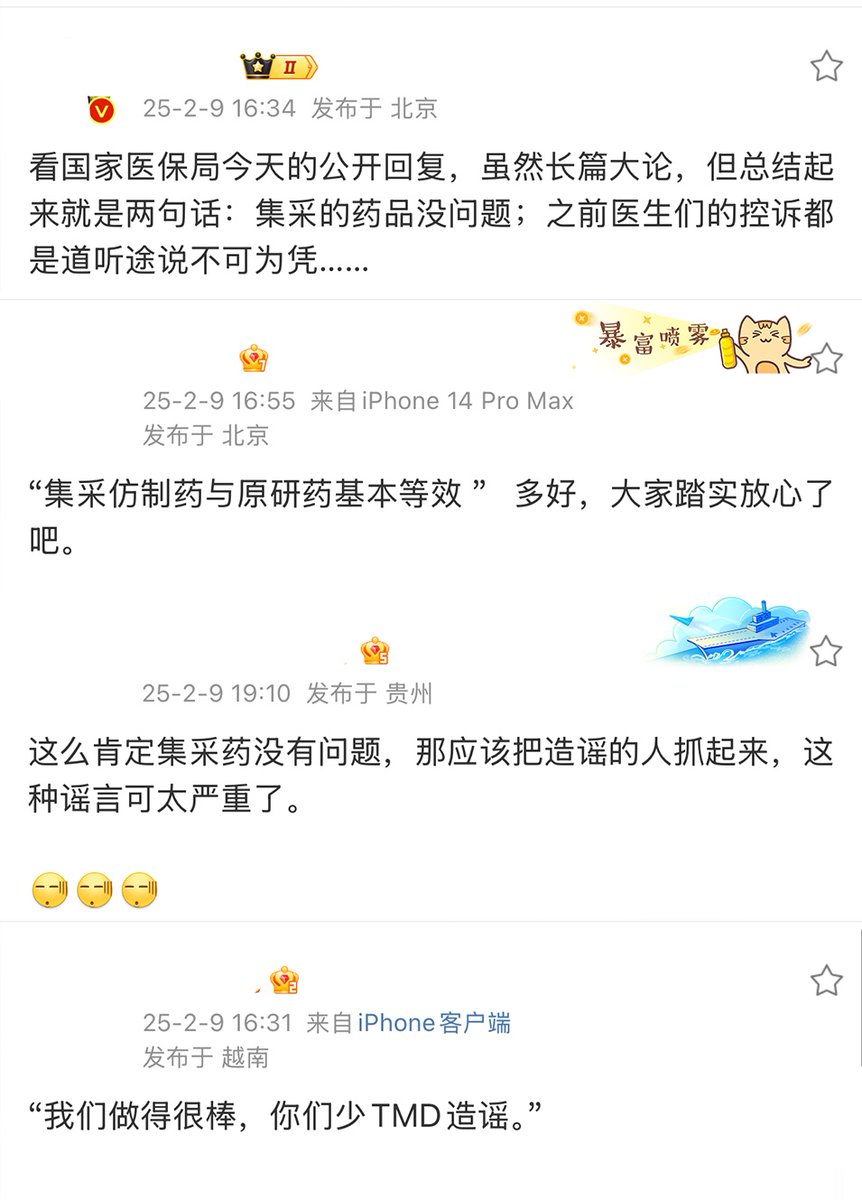 II
25-2-9 16:34 发布于 北京
看国家医保局今天的公开回复，虽然长篇大论，但总结起
来就是两句话：集采的药品没问题；之前医生们的控诉都
是道听途说不可为凭……
暴富喷雾
1
25-2-9 16:55 来自iPhone 14 Pro Max
发布于 北京
“集采仿制药与原研药基本等效 ” 多好，大家踏实放心了
吧。
5
25-2-9 19:10 发布于 贵州
这么肯定集采药没有问题，那应该把造谣的人抓起来，这
种谣言可太严重了。
2
25-2-9 16:31 来自iPhone客户端
发布于 越南
“我们做得很棒，你们少TMD造谣。”